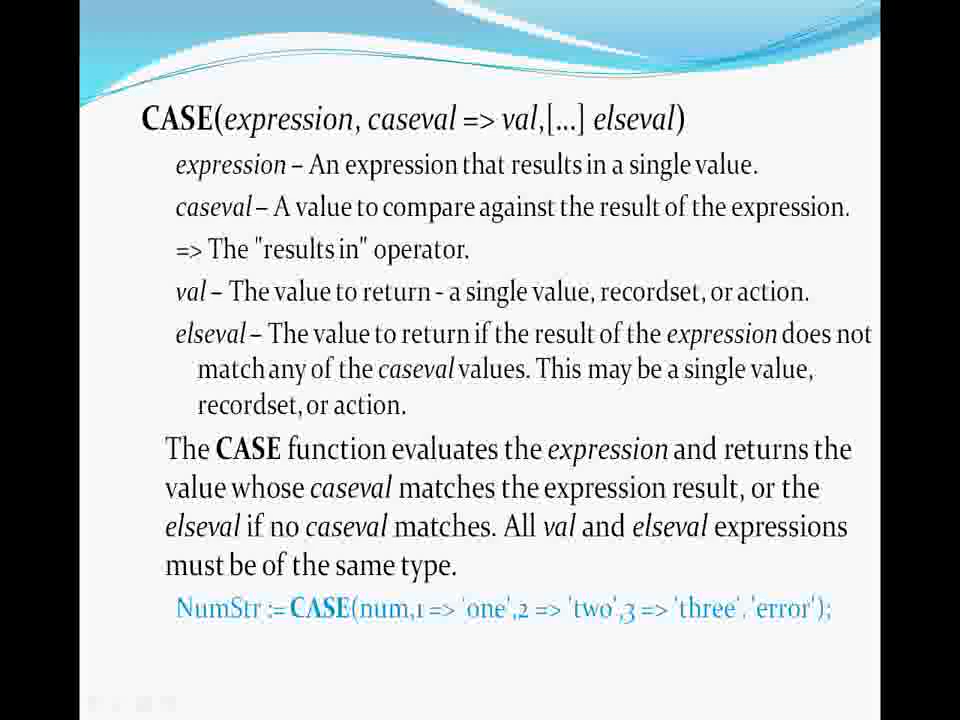 CASE(expression, caseval => val,[...] elseval)
expression – An expression that results in a single value.
caseval – A value to compare against the result of the expression.
=> The "results in" operator.
val – The value to return - a single value, recordset, or action.
elseval – The value to return if the result of the expression does not
match any of the caseval values. This may be a single value,
recordset, or action.
The CASE function evaluates the expression and returns the
value whose caseval matches the expression result, or the
elseval if no caseval matches. All val and elseval expressions
must be of the same type.
NumStr := CASE(num,1 => 'one',2 => 'two',3 => 'three', 'error');